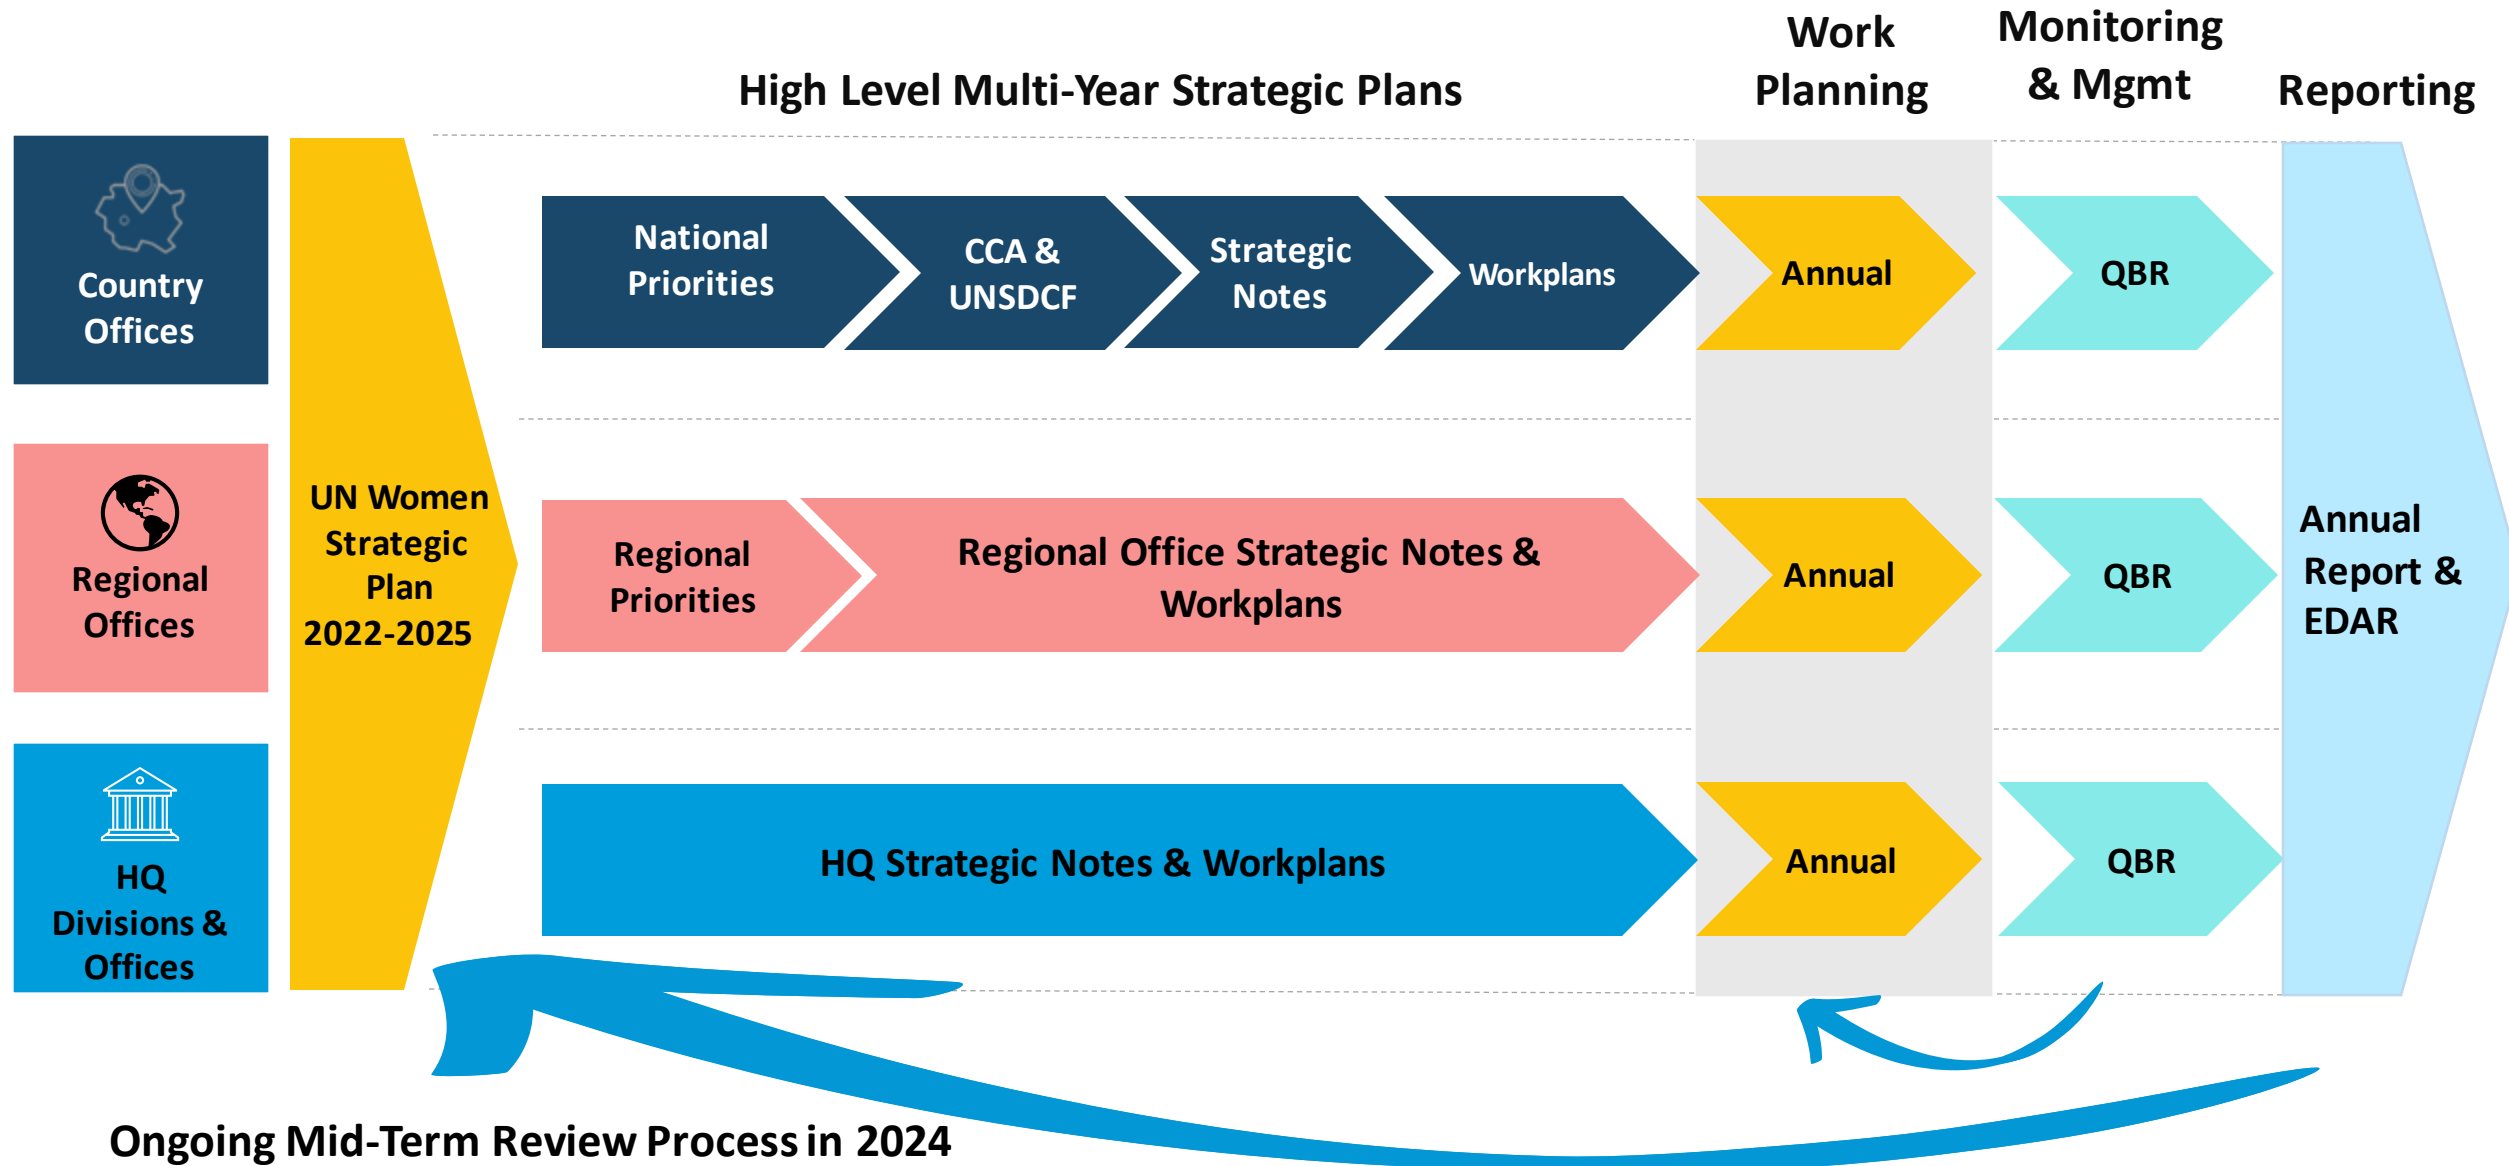 High Level Multi-Year Strategic Plans
Work
Planning
Monitoring
& Mgmt
Reporting
Country
Offices
National
Priorities
CCA &
UNSDCF
Strategic
Notes
Workplans
Annual
QBR
UN Women
Strategic
Plan
2022-2025
Regional
Offices
Regional
Priorities
Regional Office Strategic Notes &
Workplans
Annual
QBR
Annual
Report &
EDAR
HQ
Divisions &
Offices
HQ Strategic Notes & Workplans
Annual
QBR
Ongoing Mid-Term Review Process in 2024